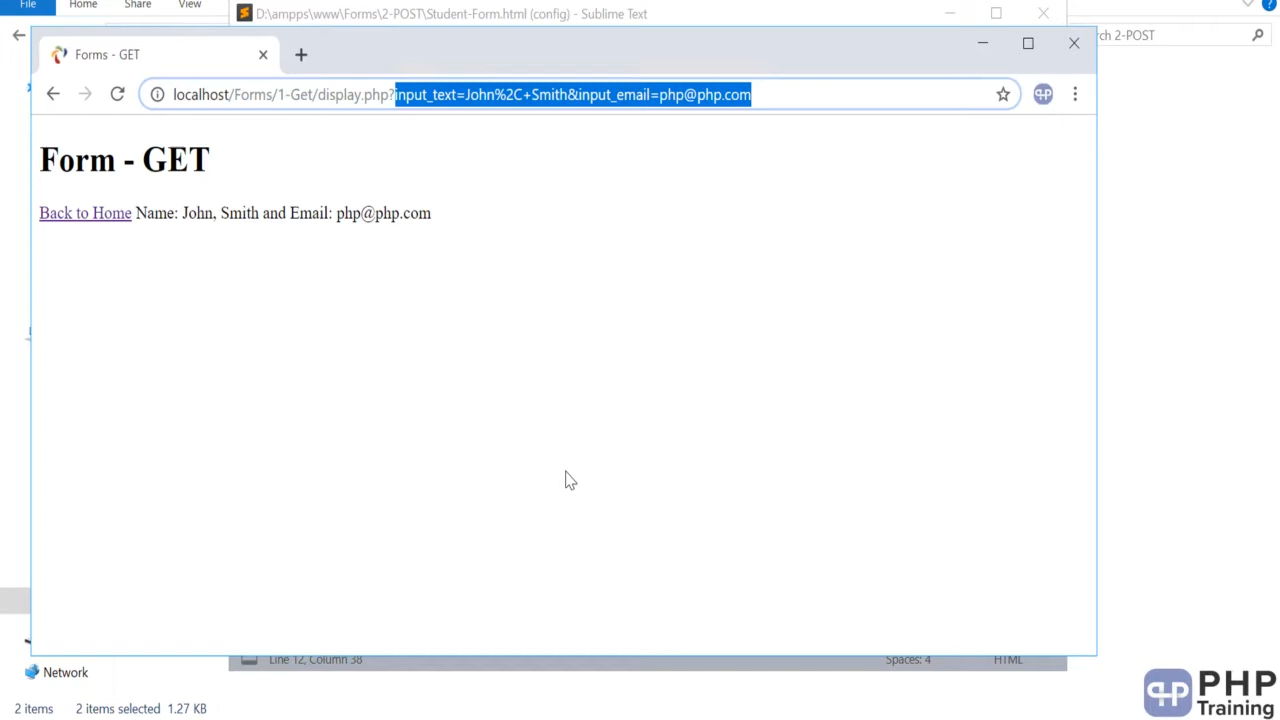 File Home Share View
D:\ampps\www\Forms\2-POST\Student-Form.html (config) - Sublime Text
2-POST
Forms - GET
localhost/Forms/1-Get/display.php?input_text=John%2C+Smith&input_email=php@php.com
Form - GET
Back to Home Name: John, Smith and Email: php@php.com
Line 12, Column 38 Spaces: 4 HTML
Network
2 items 2 items selected 1.27 KB
PHP
Training